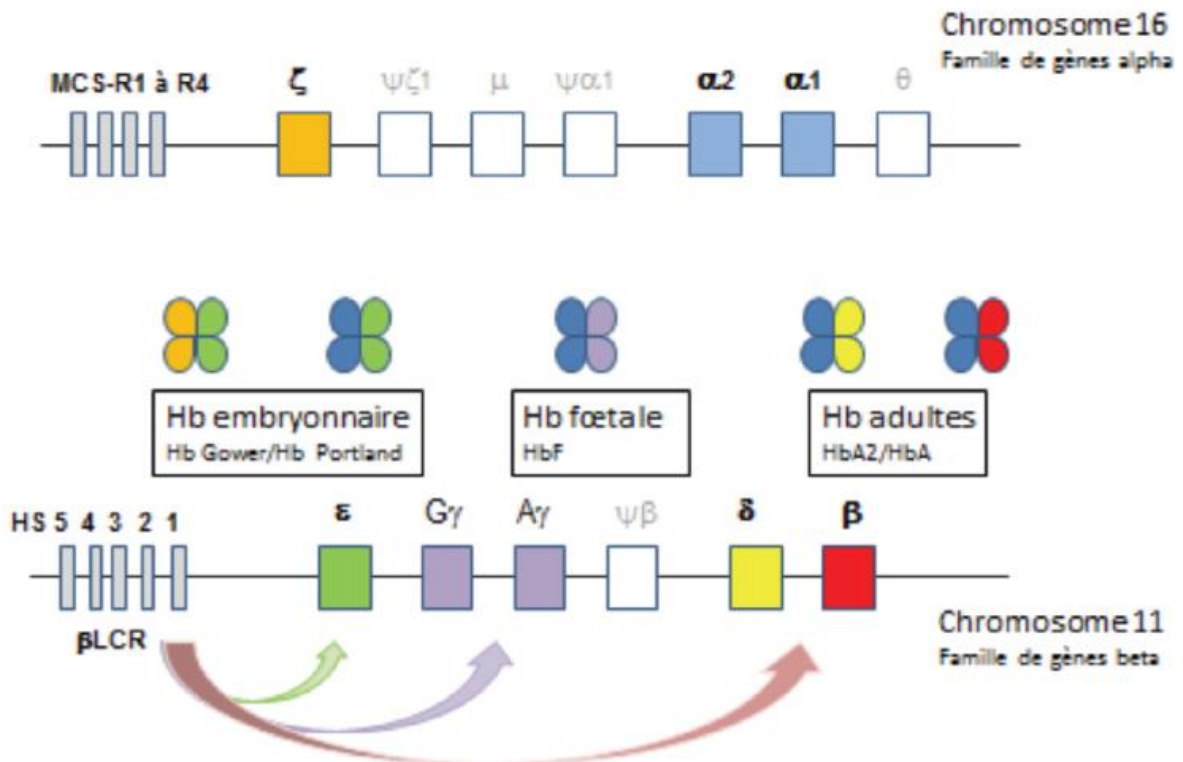 Chromosome 16
Famille de gènes alpha
MCS-R1 à R4 ζ ψζ1 μ ψα1 α2 α1 θ
Hb embryonnaire
Hb Gower/Hb Portland
Hb fœtale
HbF
Hb adultes
HbA2/HbA
HS 5 4 3 2 1 ε Gγ Aγ ψβ δ β
βLCR
Chromosome 11
Famille de gènes beta